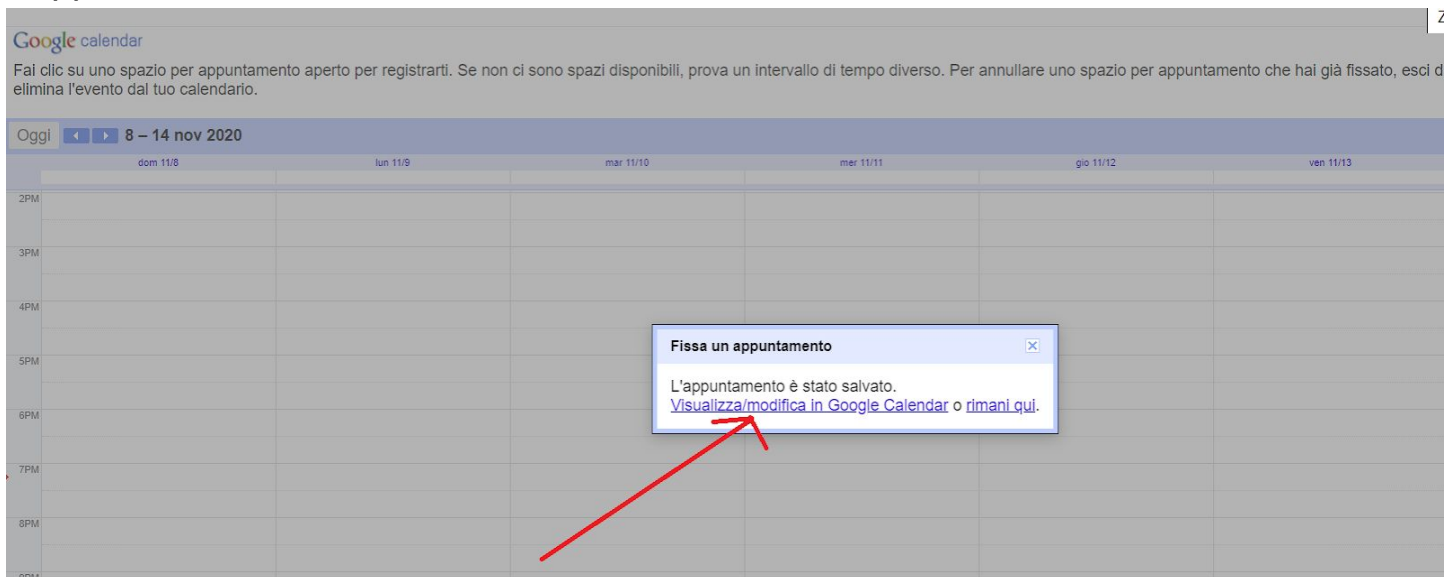 Google calendar
Fai clic su uno spazio per appuntamento aperto per registrarti. Se non ci sono spazi disponibili, prova un intervallo di tempo diverso. Per annullare uno spazio per appuntamento che hai già fissato, esci d
elimina l'evento dal tuo calendario.
Oggi 8 – 14 nov 2020
dom 11/8 lun 11/9 mar 11/10 mer 11/11 gio 11/12 ven 11/13
2PM
3PM
4PM
5PM
6PM
7PM
8PM
Fissa un appuntamento
L'appuntamento è stato salvato.
Visualizza/modifica in Google Calendar o rimani qui.